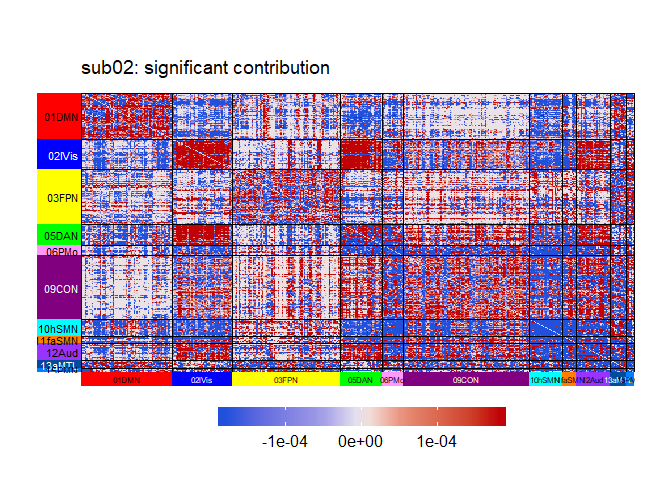 sub02: significant contribution
01DMN
02lVis
03FPN
05DAN
06PMo
09CON
10hSMN
11faSMN
12Aud
13aMTL
01DMN 02lVis 03FPN 05DAN 06PMo 09CON 10hSMN 12Aud
-1e-04 0e+00 1e-04